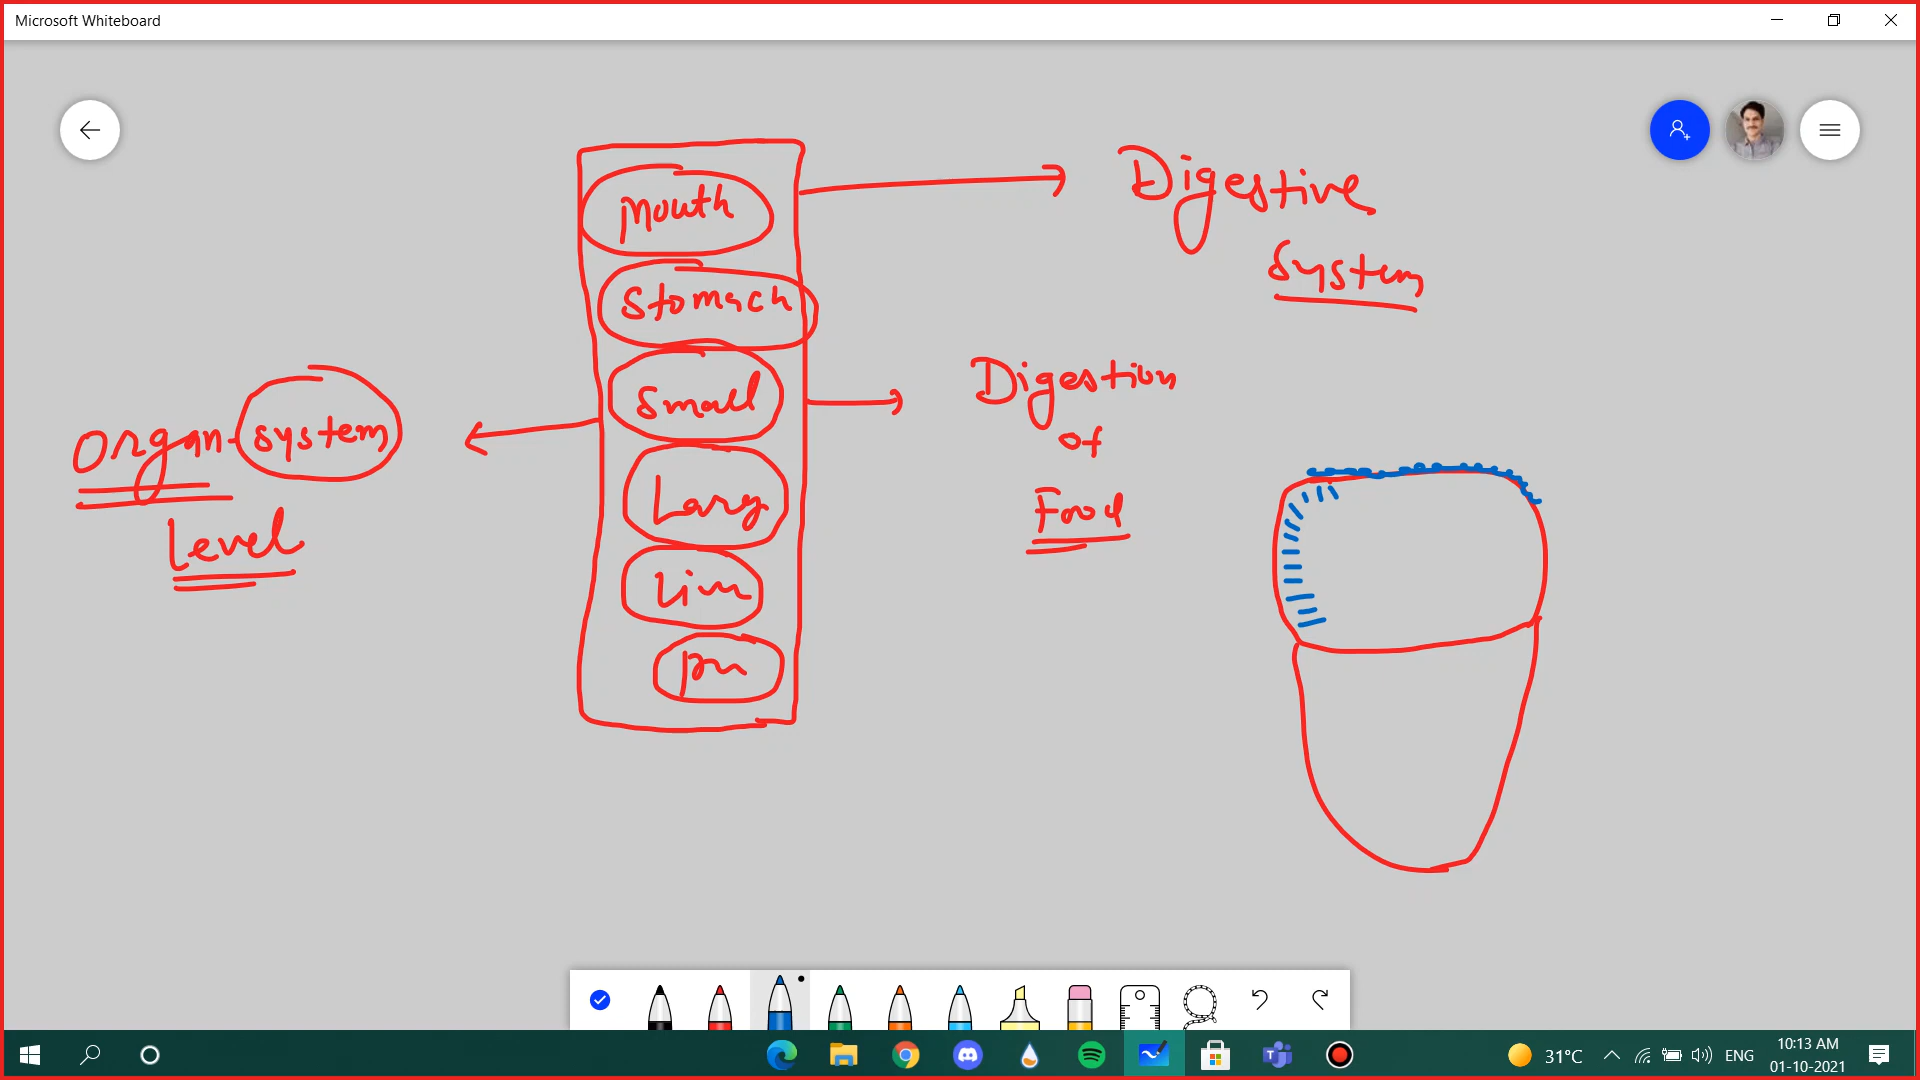 Microsoft Whiteboard
Mouth
Stomach
Small
Larg
Liv
Pn
Digestive
System
Digestion
of
Food
Organ-system
Level
31°C
ENG
10:13 AM
01-10-2021